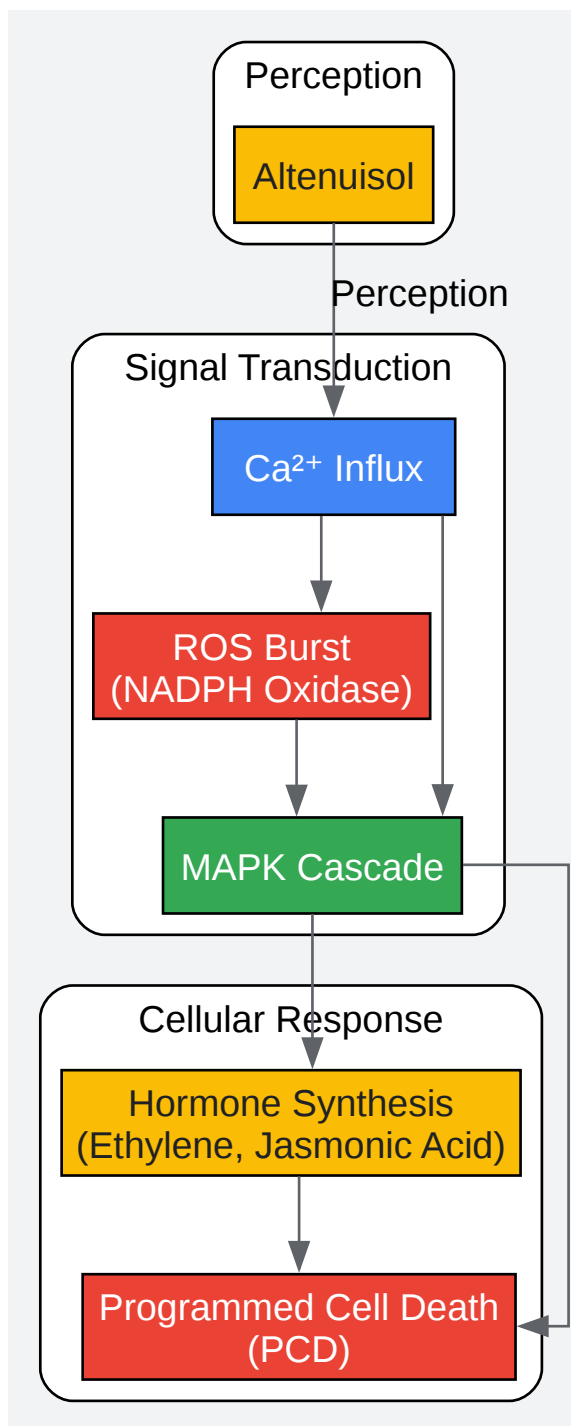 Perception
Altenuisol
Perception
Signal Transduction
Ca²⁺ Influx
ROS Burst
(NADPH Oxidase)
MAPK Cascade
Cellular Response
Hormone Synthesis
(Ethylene, Jasmonic Acid)
Programmed Cell Death
(PCD)